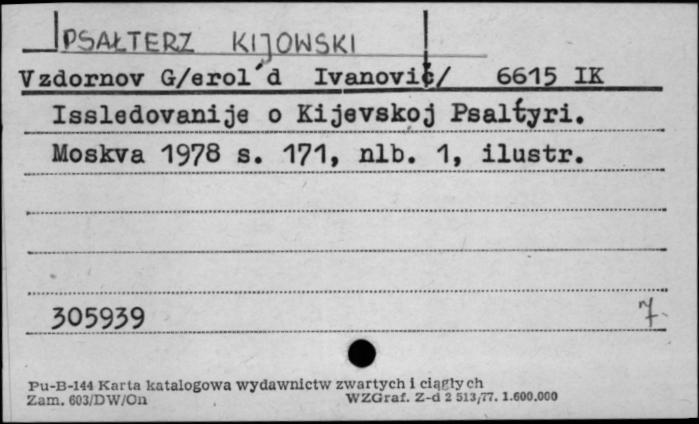 PSAŁTERZ KIJOWSKI
Vzdornov G/erol'd Ivanovič/ 6615 IK
Issledovanije o Kijevskoj Psaltyri.
Moskva 1978 s. 171, nlb. 1, ilustr.
305939 7.
Pu-B-144 Karta katalogowa wydawnictw zwartych i ciągłych
Zam. 603/DW/On WZGraf. Z-d 2 513/77. 1.600.000